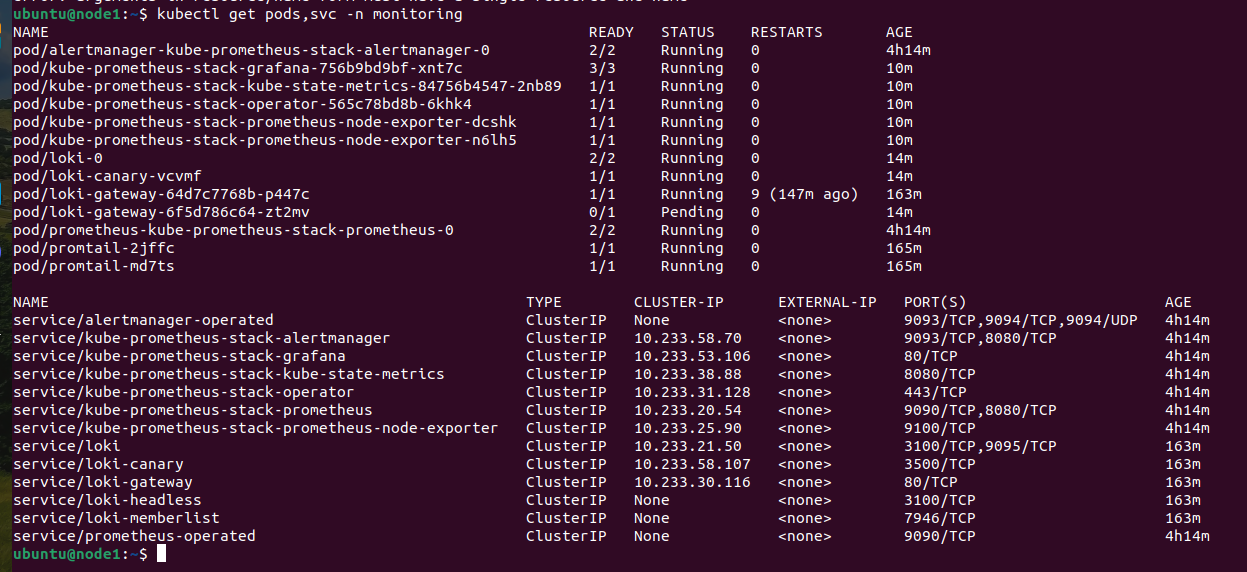 ubuntu@node1:~$ kubectl get pods,svc -n monitoring
NAME READY STATUS RESTARTS AGE
pod/alertmanager-kube-prometheus-stack-alertmanager-0 2/2 Running 0 4h14m
pod/kube-prometheus-stack-grafana-756b9bd9bf-xnt7c 3/3 Running 0 10m
pod/kube-prometheus-stack-kube-state-metrics-84756b4547-2nb89 1/1 Running 0 10m
pod/kube-prometheus-stack-operator-565c78bd8b-6khk4 1/1 Running 0 10m
pod/kube-prometheus-stack-prometheus-node-exporter-dcshk 1/1 Running 0 10m
pod/kube-prometheus-stack-prometheus-node-exporter-n6lh5 1/1 Running 0 10m
pod/loki-0 2/2 Running 0 14m
pod/loki-canary-vcvmf 1/1 Running 0 14m
pod/loki-gateway-64d7c7768b-p447c 1/1 Running 9 (147m ago) 163m
pod/loki-gateway-6f5d786c64-zt2mv 0/1 Pending 0 14m
pod/prometheus-kube-prometheus-stack-prometheus-0 2/2 Running 0 4h14m
pod/promtail-2jffc 1/1 Running 0 165m
pod/promtail-md7ts 1/1 Running 0 165m
NAME TYPE CLUSTER-IP EXTERNAL-IP PORT(S) AGE
service/alertmanager-operated ClusterIP None <none> 9093/TCP,9094/TCP,9094/UDP 4h14m
service/kube-prometheus-stack-alertmanager ClusterIP 10.233.58.70 <none> 9093/TCP,8080/TCP 4h14m
service/kube-prometheus-stack-grafana ClusterIP 10.233.53.106 <none> 80/TCP 4h14m
service/kube-prometheus-stack-kube-state-metrics ClusterIP 10.233.38.88 <none> 8080/TCP 4h14m
service/kube-prometheus-stack-operator ClusterIP 10.233.31.128 <none> 443/TCP 4h14m
service/kube-prometheus-stack-prometheus ClusterIP 10.233.20.54 <none> 9090/TCP,8080/TCP 4h14m
service/kube-prometheus-stack-prometheus-node-exporter ClusterIP 10.233.25.90 <none> 9100/TCP 4h14m
service/loki ClusterIP 10.233.21.50 <none> 3100/TCP,9095/TCP 163m
service/loki-canary ClusterIP 10.233.58.107 <none> 3500/TCP 163m
service/loki-gateway ClusterIP 10.233.30.116 <none> 80/TCP 163m
service/loki-headless ClusterIP None <none> 3100/TCP 163m
service/loki-memberlist ClusterIP None <none> 7946/TCP 163m
service/prometheus-operated ClusterIP None <none> 9090/TCP 4h14m
ubuntu@node1:~$